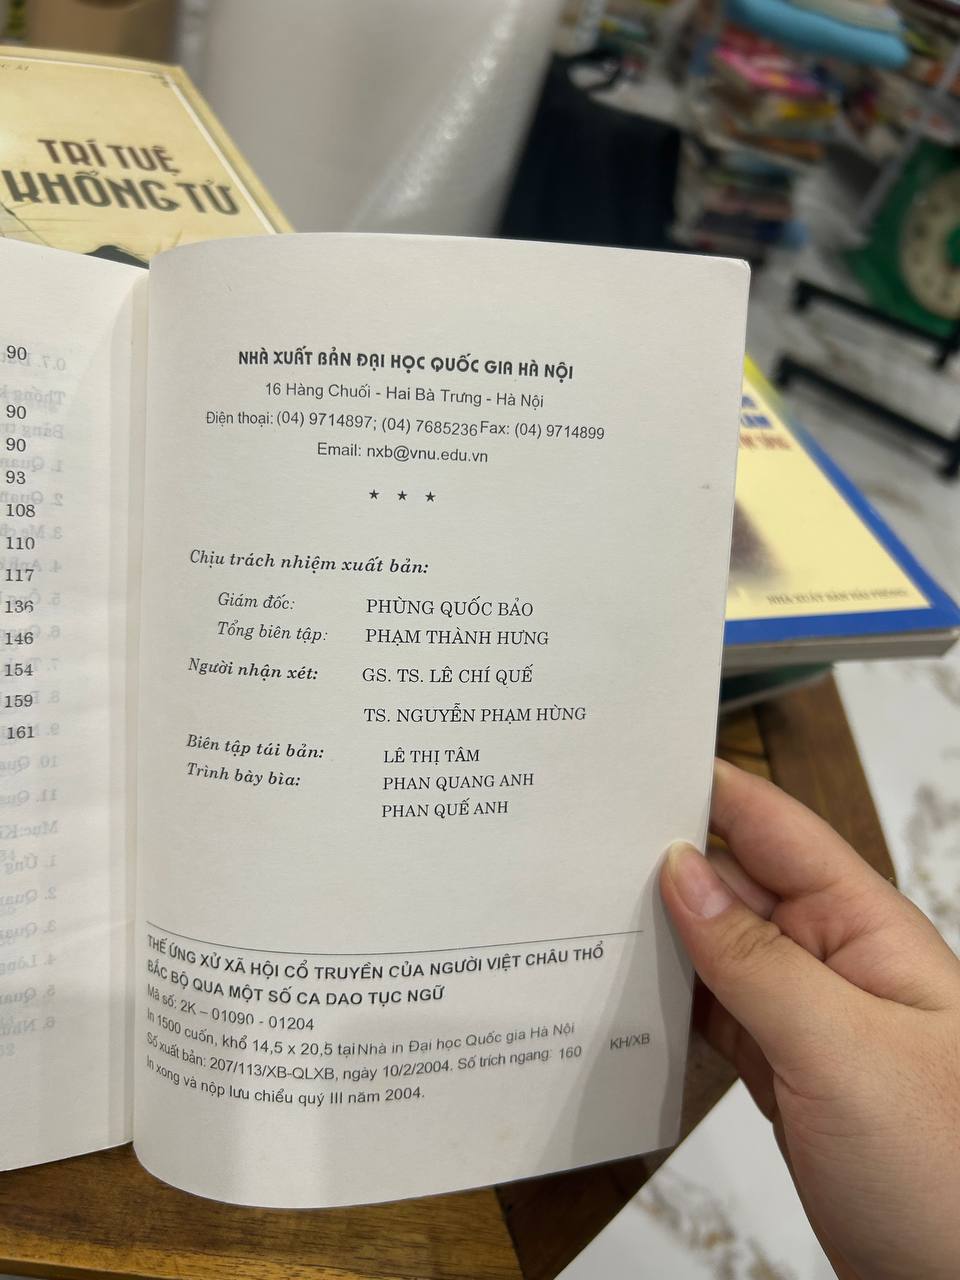 TRÍ TUỆ
KHỔNG TỬ
90
90
90
93
108
110
117
136
146
154
159
161
NHÀ XUẤT BẢN ĐẠI HỌC QUỐC GIA HÀ NỘI
16 Hàng Chuối - Hai Bà Trưng - Hà Nội
Điện thoại: (04) 9714897; (04) 7685236 Fax: (04) 9714899
Email: nxb@vnu.edu.vn
★ ★ ★
Chịu trách nhiệm xuất bản:
Giám đốc: PHÙNG QUỐC BẢO
Tổng biên tập: PHẠM THÀNH HƯNG
Người nhận xét: GS. TS. LÊ CHÍ QUẾ
TS. NGUYỄN PHẠM HÙNG
Biên tập tái bản: LÊ THỊ TÂM
Trình bày bìa: PHAN QUANG ANH
PHAN QUẾ ANH
THẾ ỨNG XỬ XÃ HỘI CỔ TRUYỀN CỦA NGƯỜI VIỆT CHÂU THỔ
BẮC BỘ QUA MỘT SỐ CA DAO TỤC NGỮ
Mã số: 2K – 01090 - 01204
In 1500 cuốn, khổ 14,5 x 20,5 tại Nhà in Đại học Quốc gia Hà Nội
Số xuất bản: 207/113/XB-QLXB, ngày 10/2/2004. Số trích ngang: 160 KH/XB
In xong và nộp lưu chiểu quý III năm 2004.
NHÀ XUẤT BẢN HẢI PHÒNG